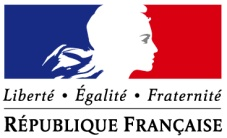 Liberté • Égalité • Fraternité
RÉPUBLIQUE FRANÇAISE